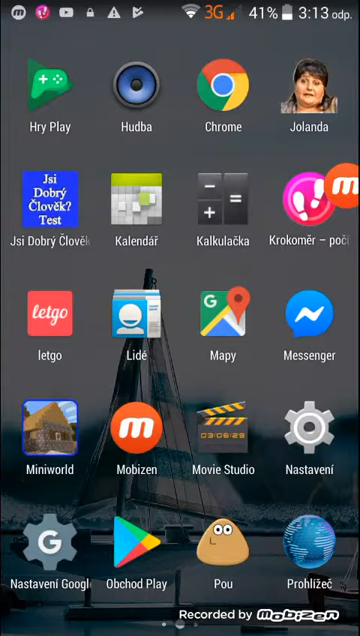 3G 41% 3:13 odp.
Hry Play Hudba Chrome Jolanda
Jsi
Dobrý
Člověk?
Test
Jsi Dobrý Člověk Kalendář Kalkulačka Krokoměr – počí
letgo
letgo Lidé Mapy Messenger
03:06:29
Miniworld Mobizen Movie Studio Nastavení
G
Nastavení Googl Obchod Play Pou Prohlížeč
Recorded by mobizen